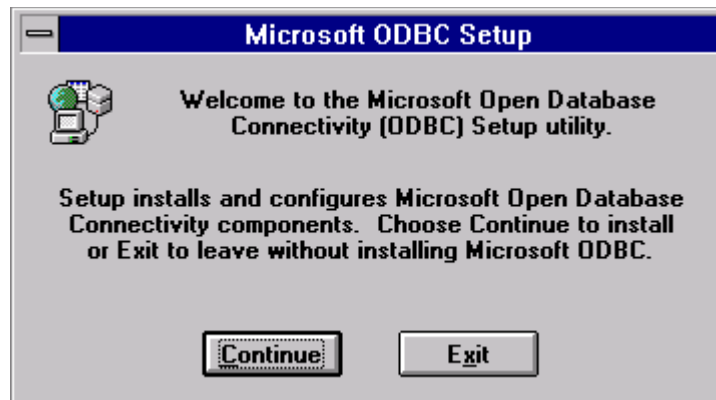 Microsoft ODBC Setup
Welcome to the Microsoft Open Database
Connectivity (ODBC) Setup utility.
Setup installs and configures Microsoft Open Database
Connectivity components.  Choose Continue to install
or Exit to leave without installing Microsoft ODBC.
Continue
Exit